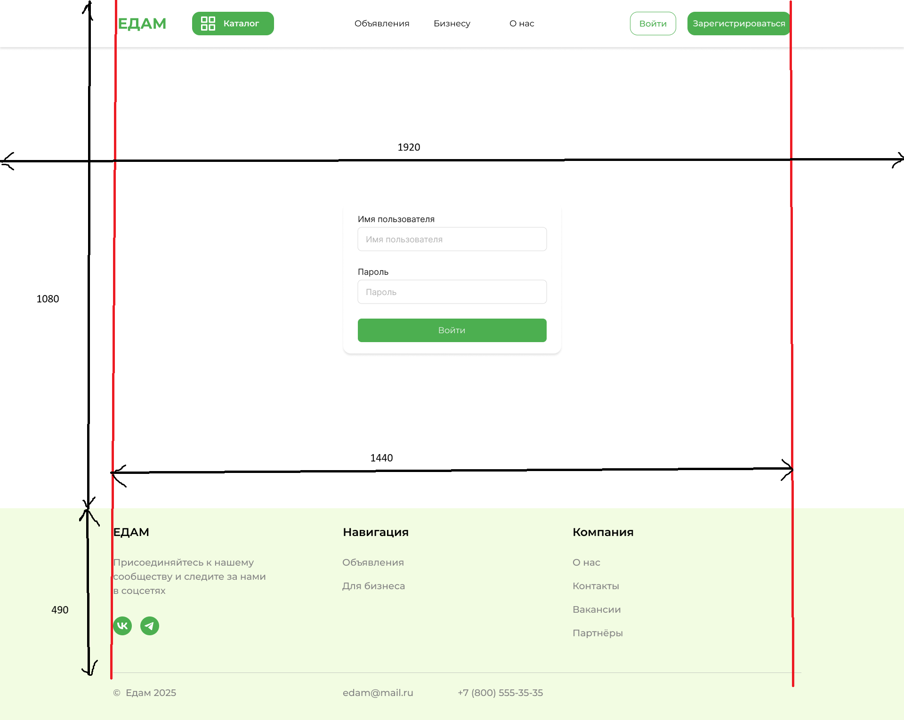 ЕДАМ
Каталог
Объявления
Бизнесу
О нас
Войти
Зарегистрироваться
1920
Имя пользователя
Имя пользователя
Пароль
Пароль
Войти
1080
1440
ЕДАМ
Присоединяйтесь к нашему
сообществу и следите за нами
в соцсетях
Навигация
Объявления
Для бизнеса
Компания
О нас
Контакты
Вакансии
Партнёры
490
© Едам 2025
edam@mail.ru
+7 (800) 555-35-35